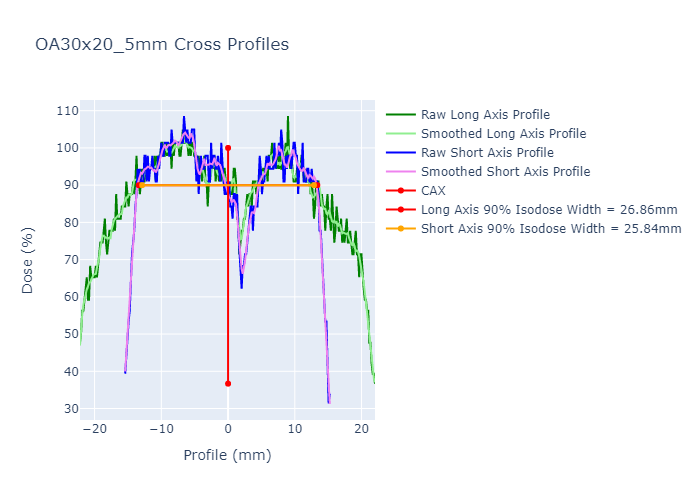 OA30x20_5mm Cross Profiles
Raw Long Axis Profile
Smoothed Long Axis Profile
Raw Short Axis Profile
Smoothed Short Axis Profile
CAX
Long Axis 90% Isodose Width = 26.86mm
Short Axis 90% Isodose Width = 25.84mm
Dose (%)
110
100
90
80
70
60
50
40
30
−20
−10
0
10
20
Profile (mm)